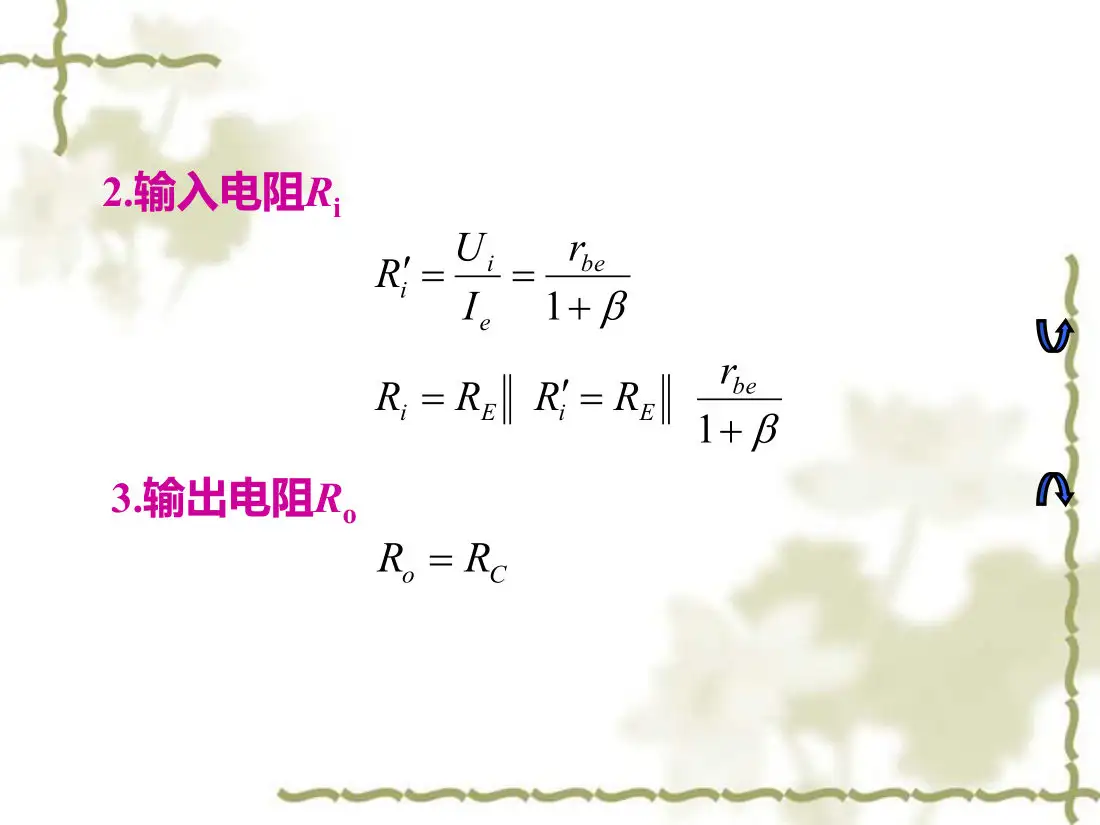 2.输入电阻Ri
R′i = Ui / Ie = rbe / (1 + β)
Ri = RE ∥ R′i = RE ∥ rbe / (1 + β)
3.输出电阻Ro
Ro = RC